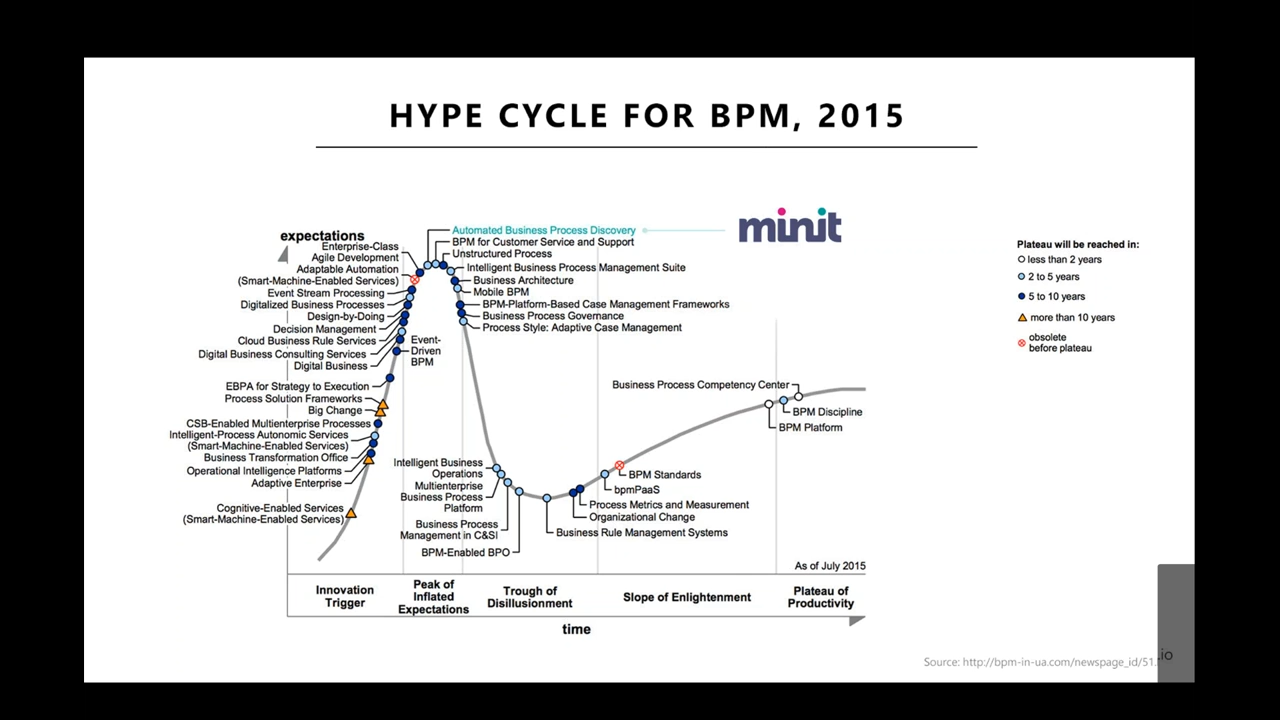 HYPE CYCLE FOR BPM, 2015
minit
expectations
Automated Business Process Discovery
BPM for Customer Service and Support
Unstructured Process
Intelligent Business Process Management Suite
Business Architecture
Mobile BPM
BPM-Platform-Based Case Management Frameworks
Business Process Governance
Process Style: Adaptive Case Management
Enterprise-Class
Agile Development
Adaptable Automation
(Smart-Machine-Enabled Services)
Event Stream Processing
Digitalized Business Processes
Design-by-Doing
Decision Management
Cloud Business Rule Services
Digital Business Consulting Services
Digital Business
Event-
Driven
BPM
EBPA for Strategy to Execution
Process Solution Frameworks
Big Change
CSB-Enabled Multienterprise Processes
Intelligent-Process Autonomic Services
(Smart-Machine-Enabled Services)
Business Transformation Office
Operational Intelligence Platforms
Adaptive Enterprise
Cognitive-Enabled Services
(Smart-Machine-Enabled Services)
Intelligent Business
Operations
Multienterprise
Business Process
Platform
Business Process
Management in C&SI
BPM-Enabled BPO
Business Rule Management Systems
Organizational Change
Process Metrics and Measurement
bpmPaaS
BPM Standards
Business Process Competency Center
BPM Discipline
BPM Platform
Plateau will be reached in:
less than 2 years
2 to 5 years
5 to 10 years
more than 10 years
obsolete
before plateau
As of July 2015
Innovation
Trigger
Peak of
Inflated
Expectations
Trough of
Disillusionment
Slope of Enlightenment
Plateau of
Productivity
time
Source: http://bpm-in-ua.com/newspage_id/51.
.io